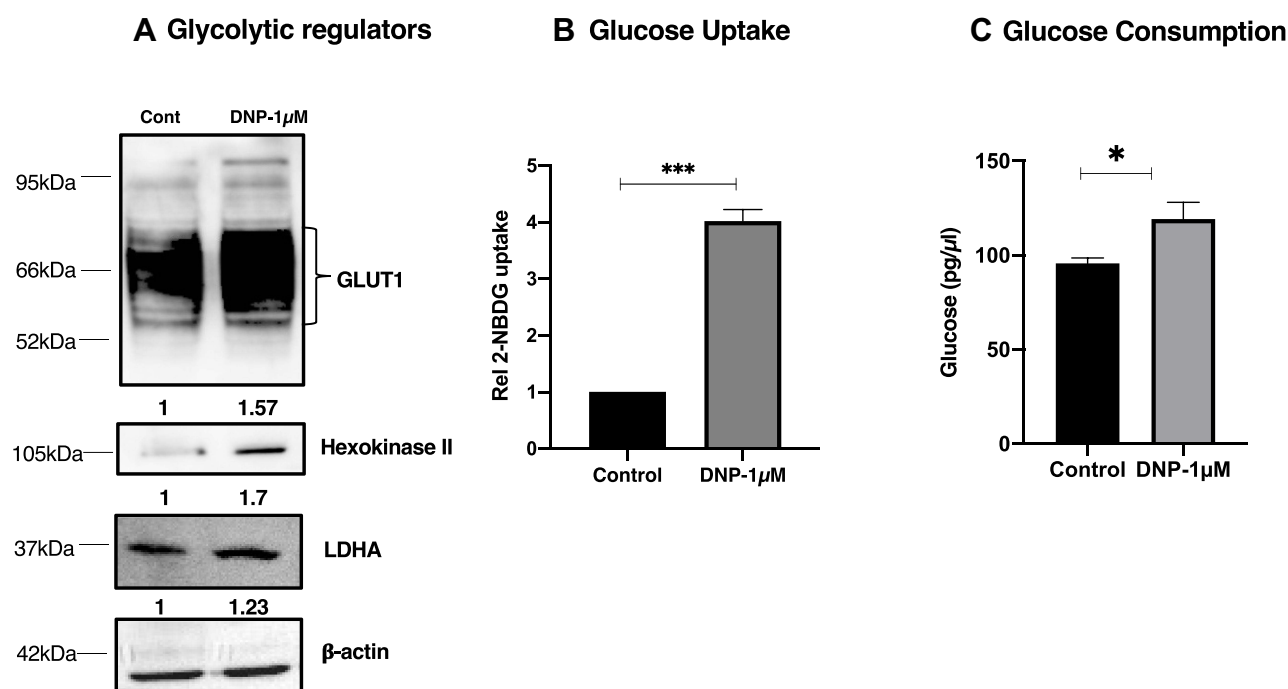 A Glycolytic regulators
Cont DNP-1µM
95kDa
66kDa
52kDa
GLUT1
1 1.57
105kDa
Hexokinase II
1 1.7
37kDa
LDHA
1 1.23
42kDa
β-actin
B Glucose Uptake
Rel 2-NBDG uptake
5
4
3
2
1
0
***
Control DNP-1µM
C Glucose Consumption
Glucose (pg/µl)
150
100
50
0
*
Control DNP-1µM